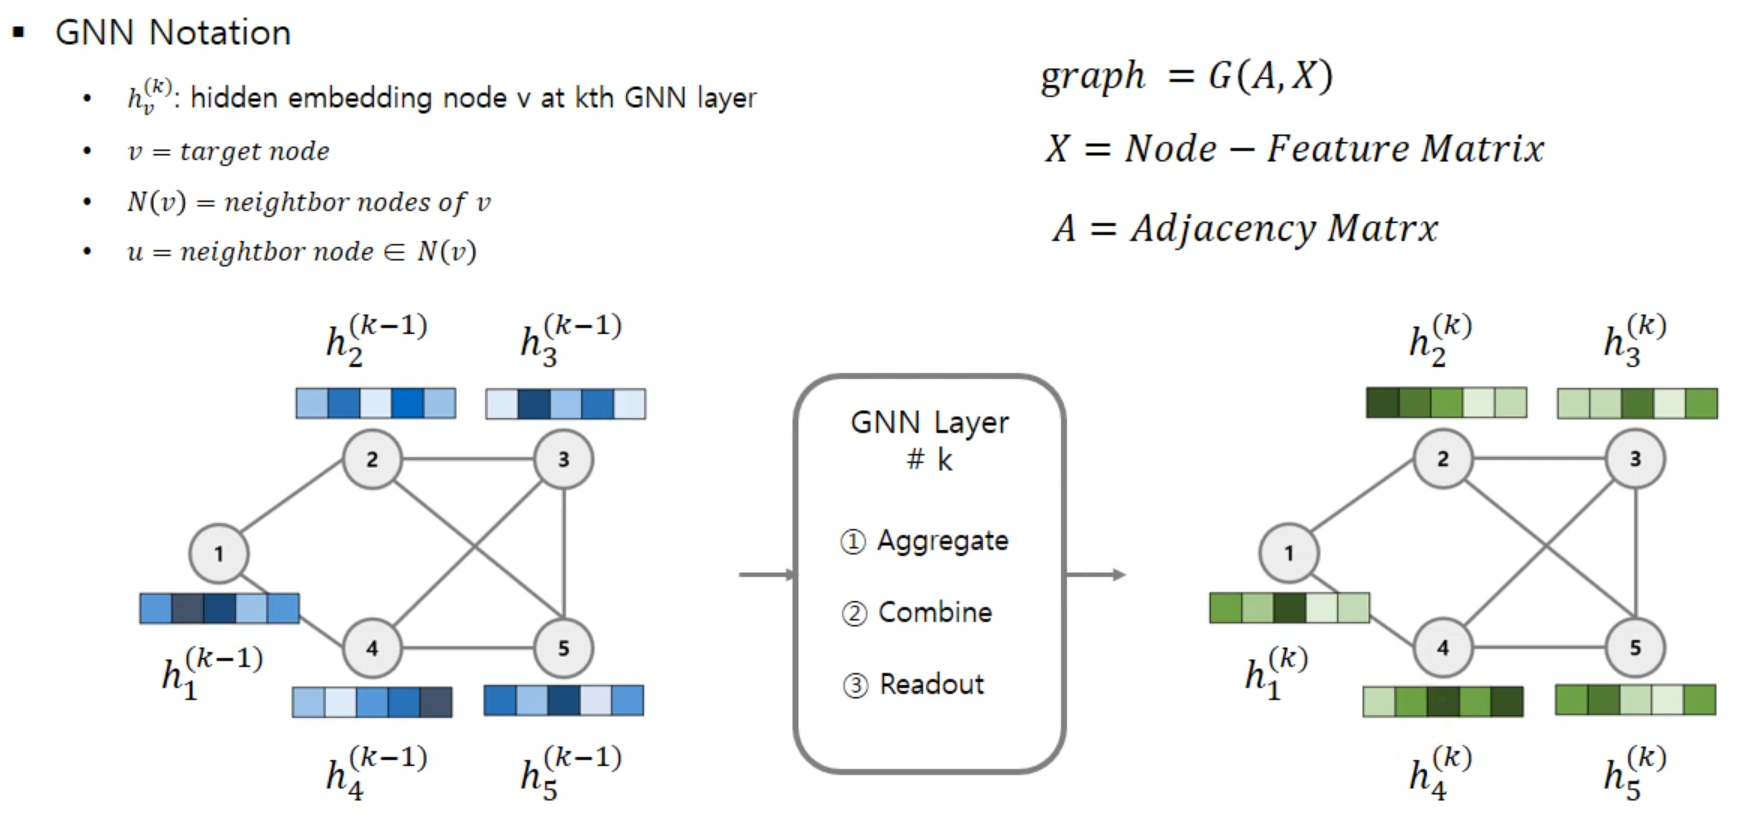 ▪ GNN Notation
• h_v^(k): hidden embedding node v at kth GNN layer
• v = target node
• N(v) = neightbor nodes of v
• u = neightbor node ∈ N(v)
graph = G(A, X)
X = Node − Feature Matrix
A = Adjacency Matrx
h_2^(k−1) h_3^(k−1)
2 3
1
h_1^(k−1)
4 5
h_4^(k−1) h_5^(k−1)
GNN Layer
# k
① Aggregate
② Combine
③ Readout
h_2^(k) h_3^(k)
2 3
1
h_1^(k)
4 5
h_4^(k) h_5^(k)